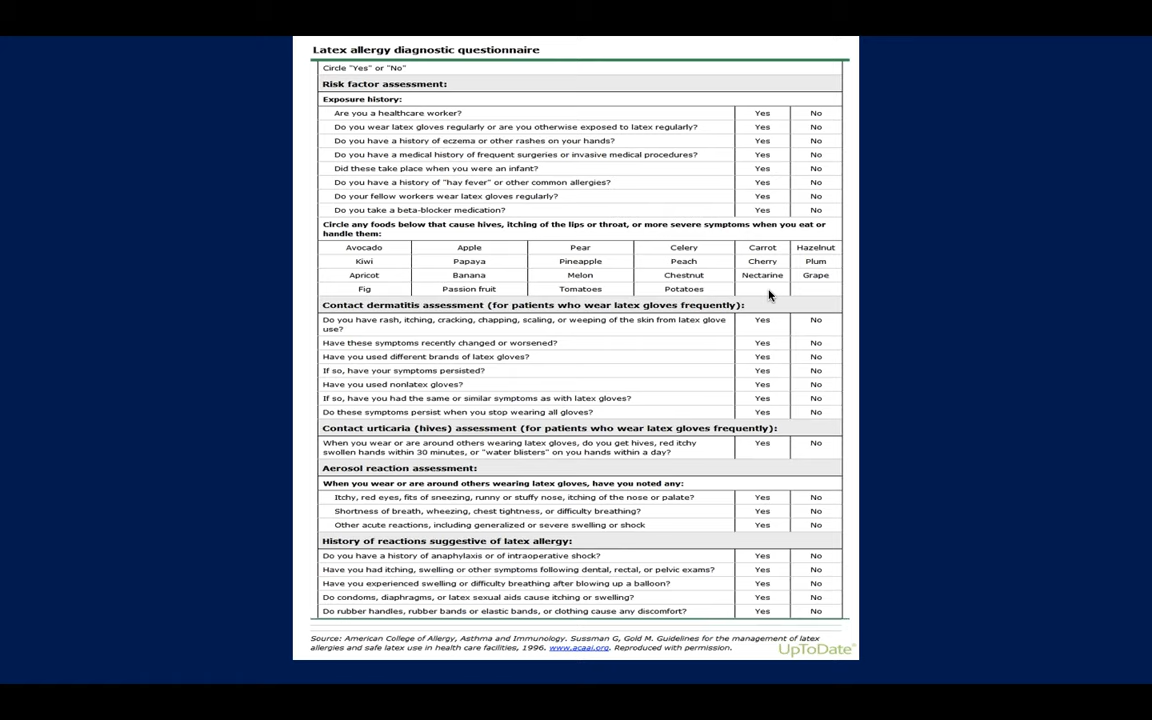 Latex allergy diagnostic questionnaire
Circle "Yes" or "No"
Risk factor assessment:
Exposure history:
Are you a healthcare worker? Yes No
Do you wear latex gloves regularly or are you otherwise exposed to latex regularly? Yes No
Do you have a history of eczema or other rashes on your hands? Yes No
Do you have a medical history of frequent surgeries or invasive medical procedures? Yes No
Did these take place when you were an infant? Yes No
Do you have a history of "hay fever" or other common allergies? Yes No
Do your fellow workers wear latex gloves regularly? Yes No
Do you take a beta-blocker medication? Yes No
Circle any foods below that cause hives, itching of the lips or throat, or more severe symptoms when you eat or
handle them:
Avocado Apple Pear Celery Carrot Hazelnut
Kiwi Papaya Pineapple Peach Cherry Plum
Apricot Banana Melon Chestnut Nectarine Grape
Fig Passion fruit Tomatoes Potatoes
Contact dermatitis assessment (for patients who wear latex gloves frequently):
Do you have rash, itching, cracking, chapping, scaling, or weeping of the skin from latex glove Yes No
use?
Have these symptoms recently changed or worsened? Yes No
Have you used different brands of latex gloves? Yes No
If so, have your symptoms persisted? Yes No
Have you used nonlatex gloves? Yes No
If so, have you had the same or similar symptoms as with latex gloves? Yes No
Do these symptoms persist when you stop wearing all gloves? Yes No
Contact urticaria (hives) assessment (for patients who wear latex gloves frequently):
When you wear or are around others wearing latex gloves, do you get hives, red itchy Yes No
swollen hands within 30 minutes, or "water blisters" on you hands within a day?
Aerosol reaction assessment:
When you wear or are around others wearing latex gloves, have you noted any:
Itchy, red eyes, fits of sneezing, runny or stuffy nose, itching of the nose or palate? Yes No
Shortness of breath, wheezing, chest tightness, or difficulty breathing? Yes No
Other acute reactions, including generalized or severe swelling or shock Yes No
History of reactions suggestive of latex allergy:
Do you have a history of anaphylaxis or of intraoperative shock? Yes No
Have you had itching, swelling or other symptoms following dental, rectal, or pelvic exams? Yes No
Have you experienced swelling or difficulty breathing after blowing up a balloon? Yes No
Do condoms, diaphragms, or latex sexual aids cause itching or swelling? Yes No
Do rubber handles, rubber bands or elastic bands, or clothing cause any discomfort? Yes No
Source: American College of Allergy, Asthma and Immunology. Sussman G, Gold M. Guidelines for the management of latex
allergies and safe latex use in health care facilities, 1996. www.acaai.org. Reproduced with permission.
UpToDate